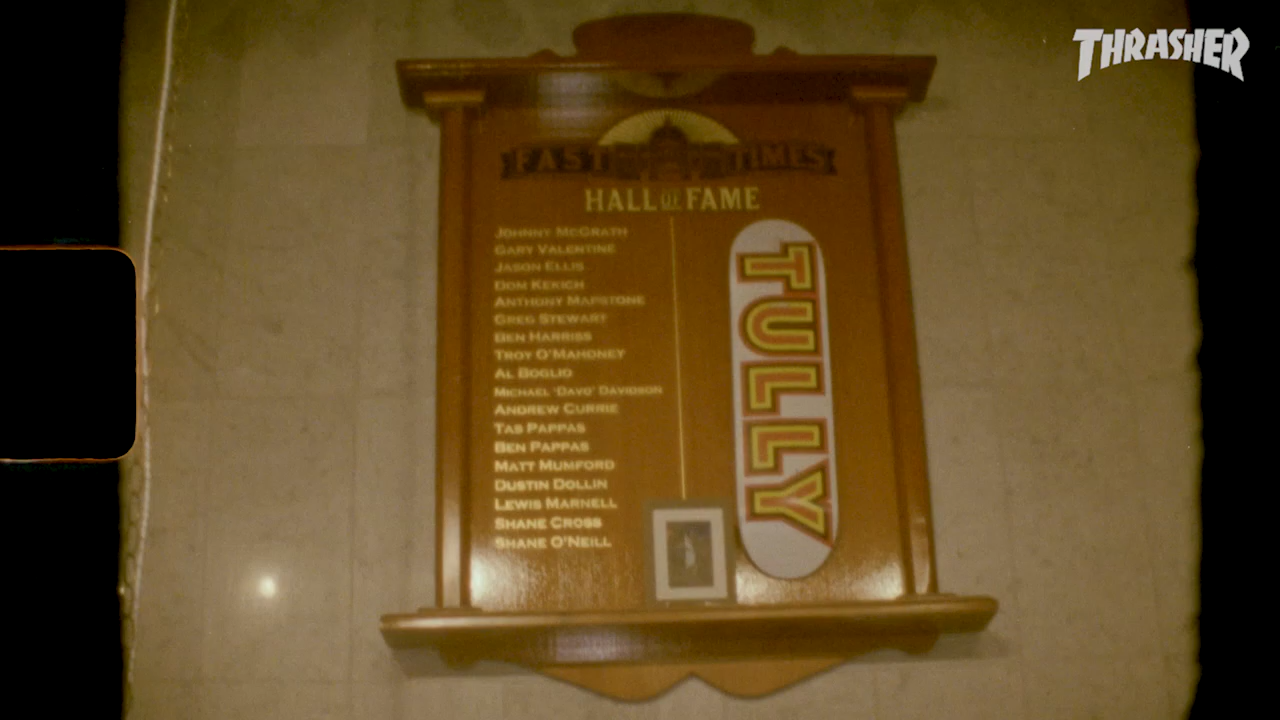 THRASHER
FAST TIMES
HALL OF FAME
JOHNNY MCGRATH
GARY VALENTINE
JASON ELLIS
DOM KEKICH
ANTHONY MAPSTONE
GREG STEWART
BEN HARRISS
TROY O'MAHONEY
AL BOGLIO
MICHAEL 'DAVO' DAVIDSON
ANDREW CURRIE
TAS PAPPAS
BEN PAPPAS
MATT MUMFORD
DUSTIN DOLLIN
LEWIS MARNELL
SHANE CROSS
SHANE O'NEILL
TULLY